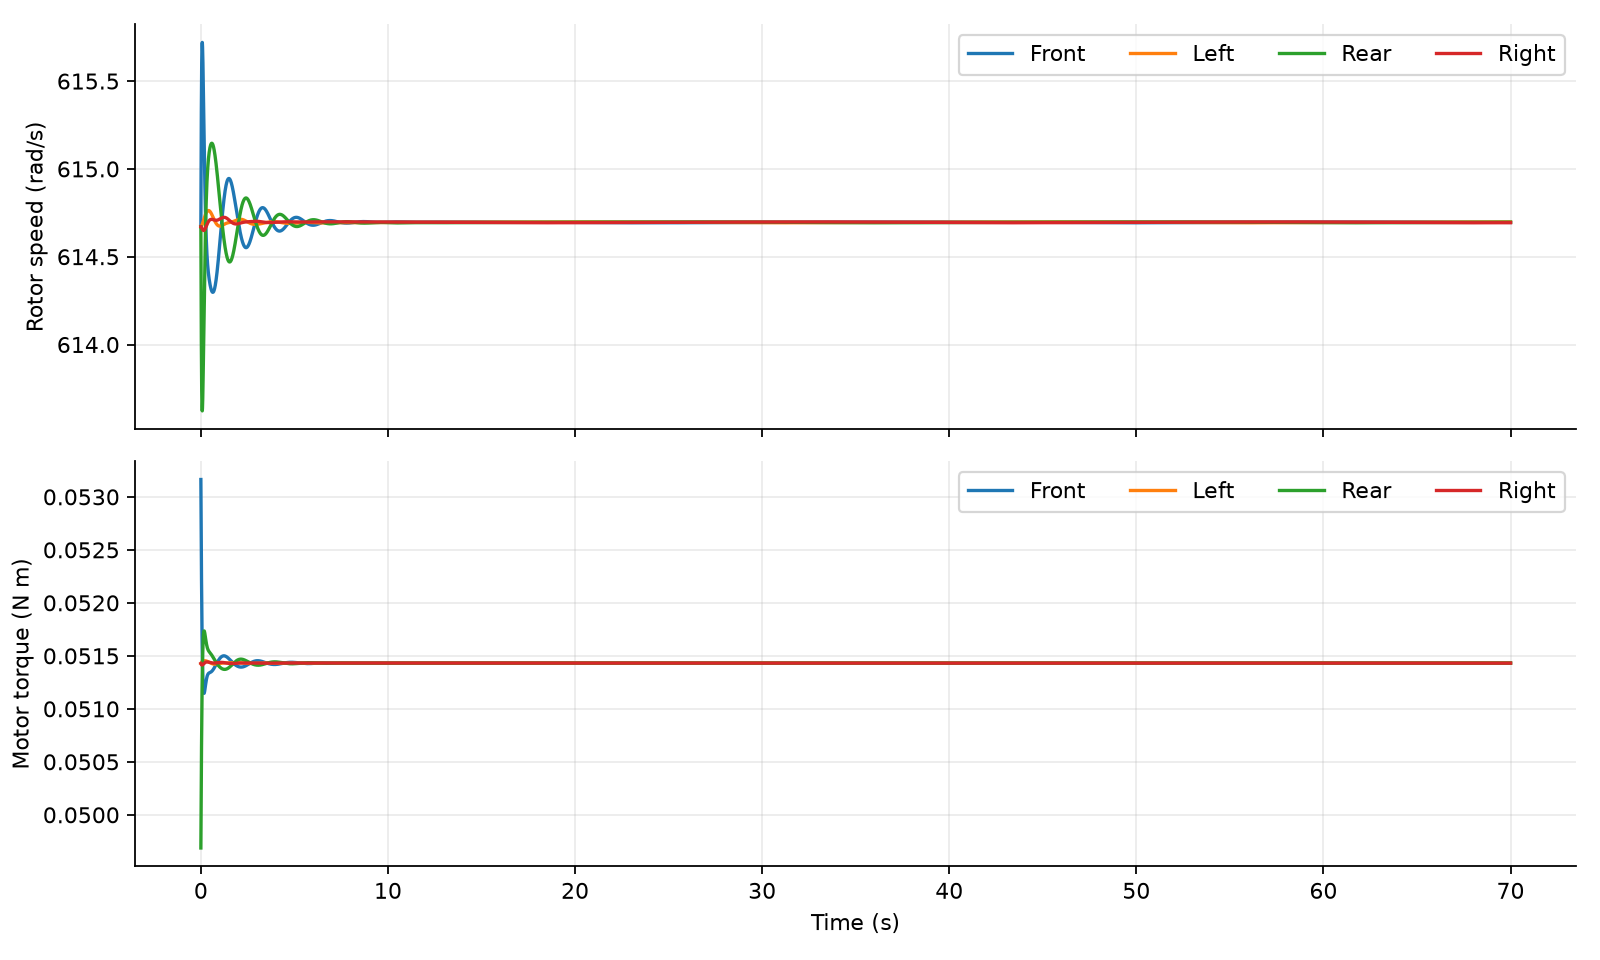 Rotor speed (rad/s)
615.5
615.0
614.5
614.0
Front Left Rear Right
Motor torque (N m)
0.0530
0.0525
0.0520
0.0515
0.0510
0.0505
0.0500
Front Left Rear Right
0 10 20 30 40 50 60 70
Time (s)